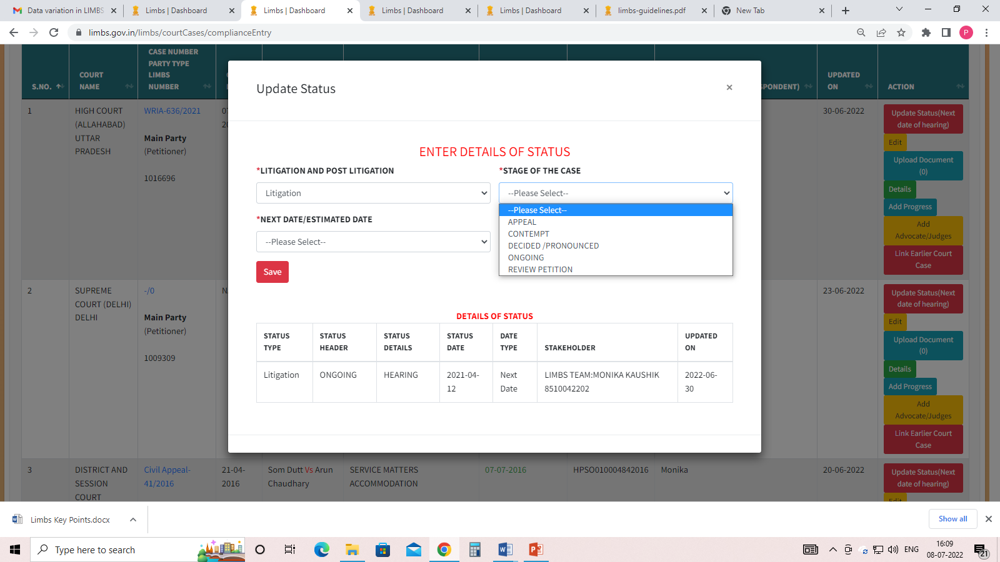 Data variation in LIMBS
Limbs | Dashboard
Limbs | Dashboard
Limbs | Dashboard
Limbs | Dashboard
limbs-guidelines.pdf
New Tab
limbs.gov.in/limbs/courtCases/complianceEntry
P
S.NO.
COURT
NAME
CASE NUMBER
PARTY TYPE
LIMBS
NUMBER
SPONDENT)
UPDATED
ON
ACTION
Update Status
×
ENTER DETAILS OF STATUS
*LITIGATION AND POST LITIGATION
Litigation
*STAGE OF THE CASE
--Please Select--
--Please Select--
APPEAL
CONTEMPT
DECIDED /PRONOUNCED
ONGOING
REVIEW PETITION
*NEXT DATE/ESTIMATED DATE
--Please Select--
Save
DETAILS OF STATUS
STATUS
TYPE
STATUS
HEADER
STATUS
DETAILS
STATUS
DATE
DATE
TYPE
STAKEHOLDER
UPDATED
ON
Litigation
ONGOING
HEARING
2021-04-
12
Next
Date
LIMBS TEAM:MONIKA KAUSHIK
8510042202
2022-06-
30
1
HIGH COURT
(ALLAHABAD)
UTTAR
PRADESH
WRIA-636/2021
Main Party
(Petitioner)
1016696
30-06-2022
Update Status(Next
date of hearing)
Edit
Upload Document
(0)
Details
Add Progress
Add
Advocate/Judges
Link Earlier Court
Case
2
SUPREME
COURT (DELHI)
DELHI
-/0
Main Party
(Petitioner)
1009309
23-06-2022
Update Status(Next
date of hearing)
Edit
Upload Document
(0)
Details
Add Progress
Add
Advocate/Judges
Link Earlier Court
Case
3
DISTRICT AND
SESSION
COURT
Civil Appeal-
41/2016
21-04-
2016
Som Dutt Vs Arun
Chaudhary
SERVICE MATTERS
ACCOMMODATION
07-07-2016
HPSO010004842016
Monika
20-06-2022
Update Status(Next
date of hearing)
Edit
Limbs Key Points.docx
Show all
Type here to search
ENG
16:09
08-07-2022
21